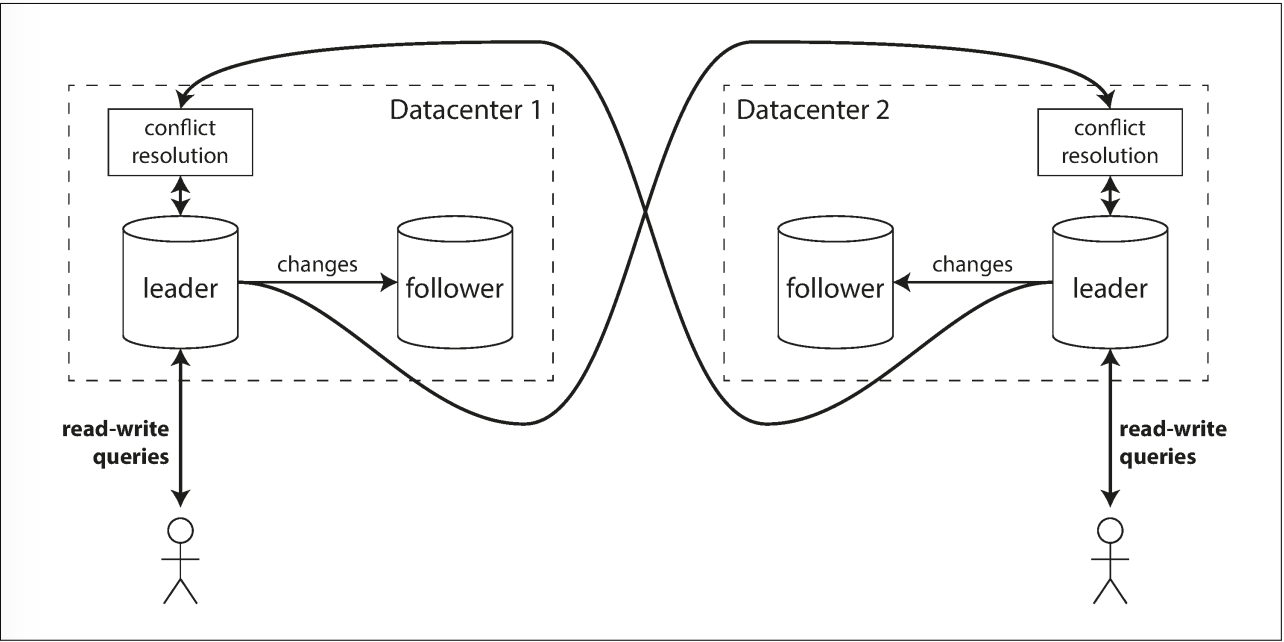 Datacenter 1
conflict
resolution
leader
changes
follower
read-write
queries
Datacenter 2
conflict
resolution
follower
changes
leader
read-write
queries